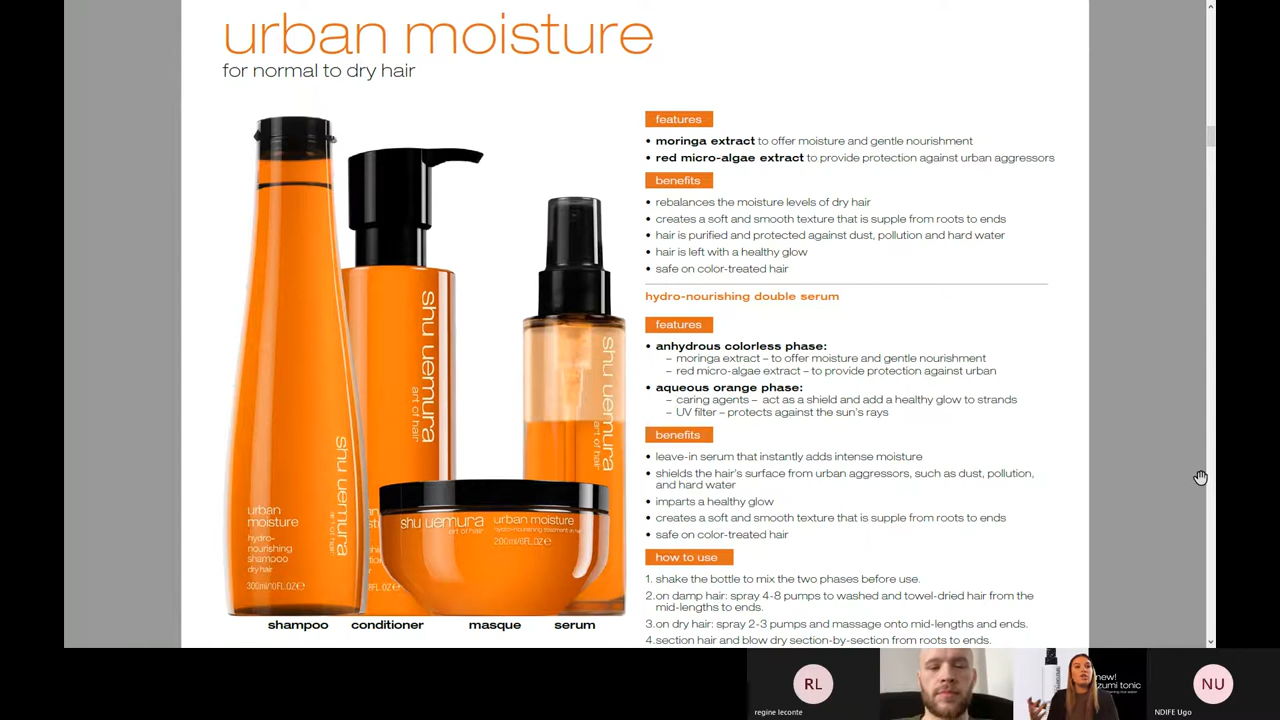 urban moisture
for normal to dry hair
features
• moringa extract to offer moisture and gentle nourishment
• red micro-algae extract to provide protection against urban aggressors
benefits
• rebalances the moisture levels of dry hair
• creates a soft and smooth texture that is supple from roots to ends
• hair is purified and protected against dust, pollution and hard water
• hair is left with a healthy glow
• safe on color-treated hair
hydro-nourishing double serum
features
• anhydrous colorless phase:
– moringa extract – to offer moisture and gentle nourishment
– red micro-algae extract – to provide protection against urban
• aqueous orange phase:
– caring agents – act as a shield and add a healthy glow to strands
– UV filter – protects against the sun's rays
benefits
• leave-in serum that instantly adds intense moisture
• shields the hair's surface from urban aggressors, such as dust, pollution,
and hard water
• imparts a healthy glow
• creates a soft and smooth texture that is supple from roots to ends
• safe on color-treated hair
how to use
1. shake the bottle to mix the two phases before use.
2.on damp hair: spray 4-8 pumps to washed and towel-dried hair from the
mid-lengths to ends.
3.on dry hair: spray 2-3 pumps and massage onto mid-lengths and ends.
4.section hair and blow dry section-by-section from roots to ends.
shu uemura
art of hair
urban
moisture
hydro-
nourishing
shampoo
dry hair
300ml/10FL.OZ℮
shu uemura
art of hair
shu uemura
art of hair
shu uemura
art of hair
urban moisture
200ml/6FL.OZ℮
shampoo
conditioner
masque
serum
RL
regine leconte
new!
izumi tonic
NU
NDIFE Ugo